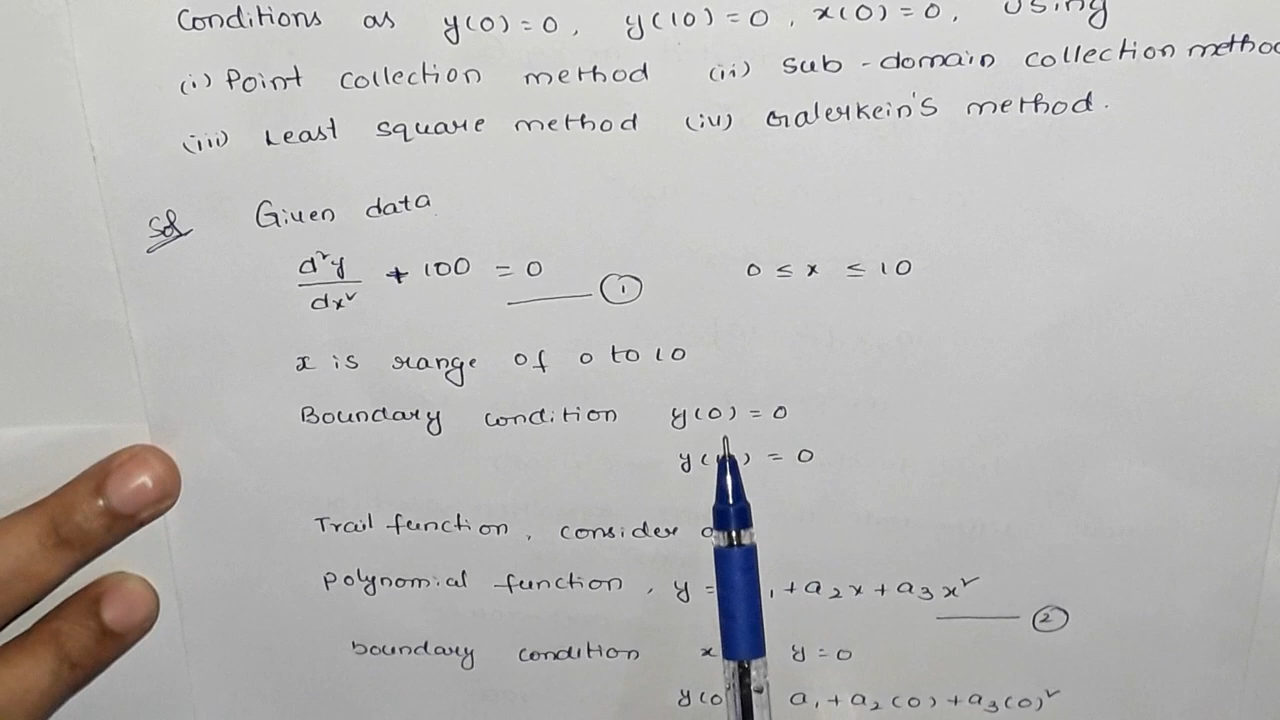 Conditions as y(0) = 0, y(10) = 0, x(0) = 0, Using
(i) Point collection method (ii) sub-domain collection method
(iii) Least square method (iv) Galerkein's method.
Sol Given data
d²y/dx² + 100 = 0 —— ① 0 ≤ x ≤ 10
x is range of 0 to 10
Boundary condition y(0) = 0
y( ) = 0
Trail function, consider
polynomial function, y = ₁ + a₂x + a₃x² —— ②
boundary condition x y = 0
y(0 a₁ + a₂(0) + a₃(0)²